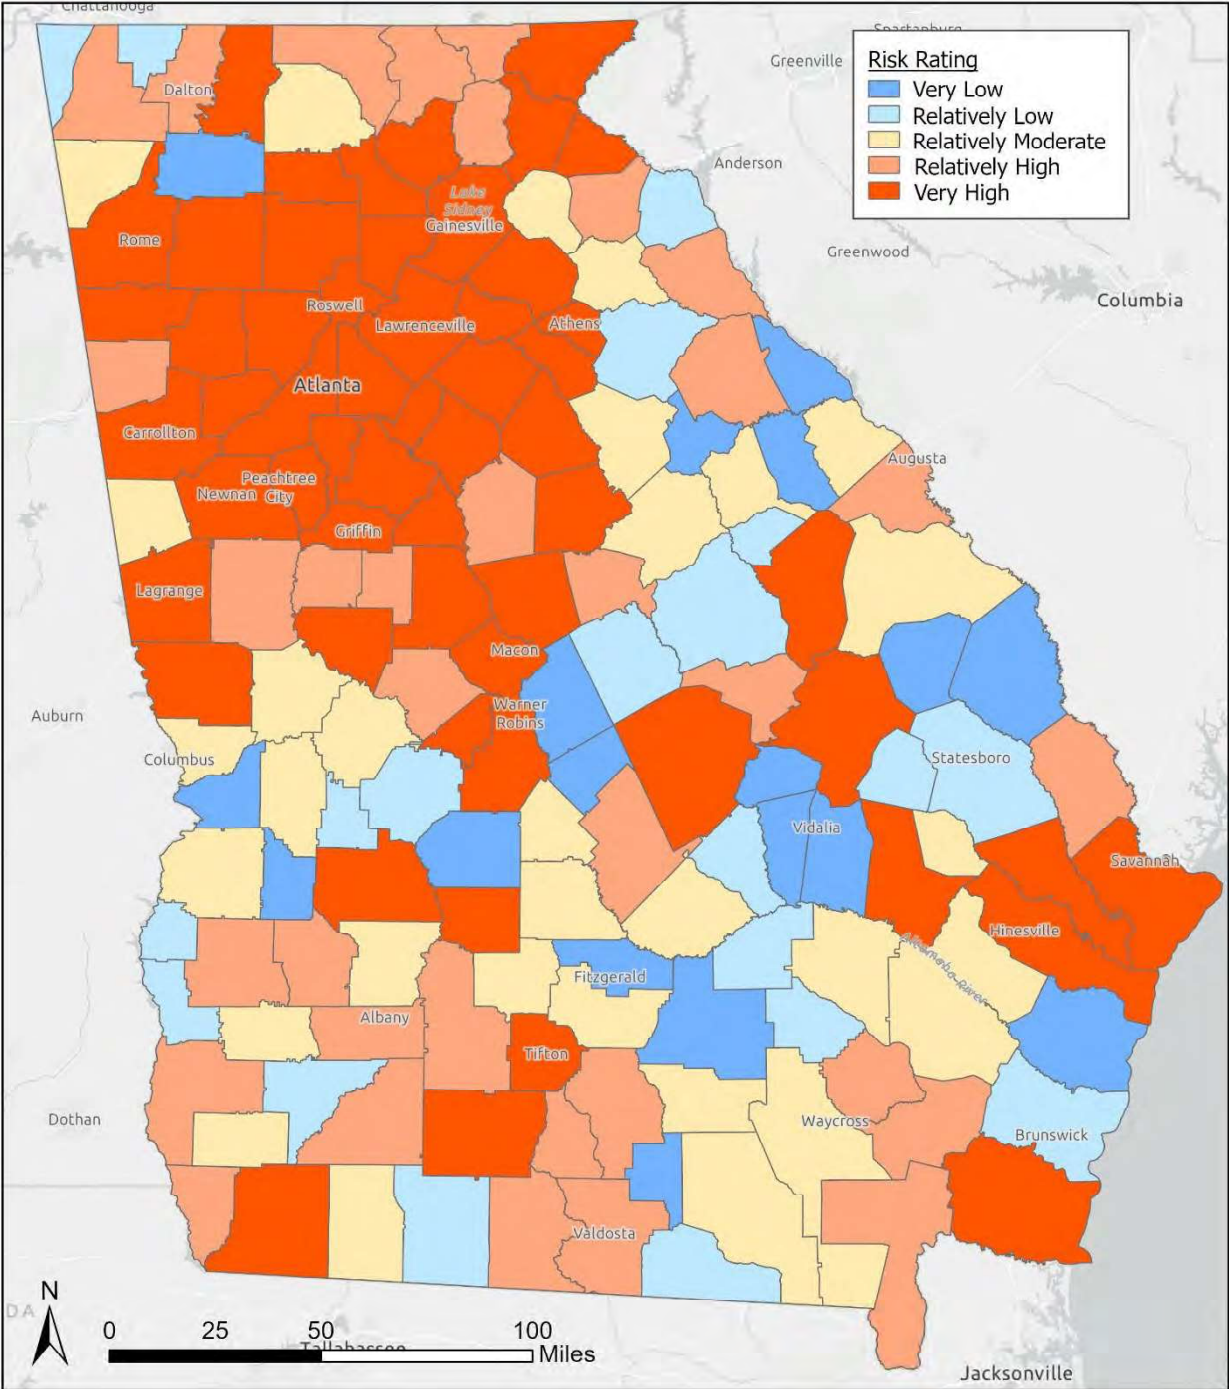 Chattanooga
Spartanburg
Greenville
Risk Rating
Very Low
Relatively Low
Relatively Moderate
Relatively High
Very High
Dalton
Anderson
Lake
Sidney
Gainesville
Rome
Greenwood
Columbia
Roswell
Lawrenceville
Athens
Atlanta
Carrollton
Augusta
Peachtree
City
Newnan
Griffin
Lagrange
Macon
Warner
Robins
Auburn
Columbus
Statesboro
Vidalia
Savannah
Hinesville
Altamaha River
Fitzgerald
Albany
Tifton
Dothan
Waycross
Brunswick
Valdosta
N
D A
0 25 50 100
Miles
Tallahassee
Jacksonville